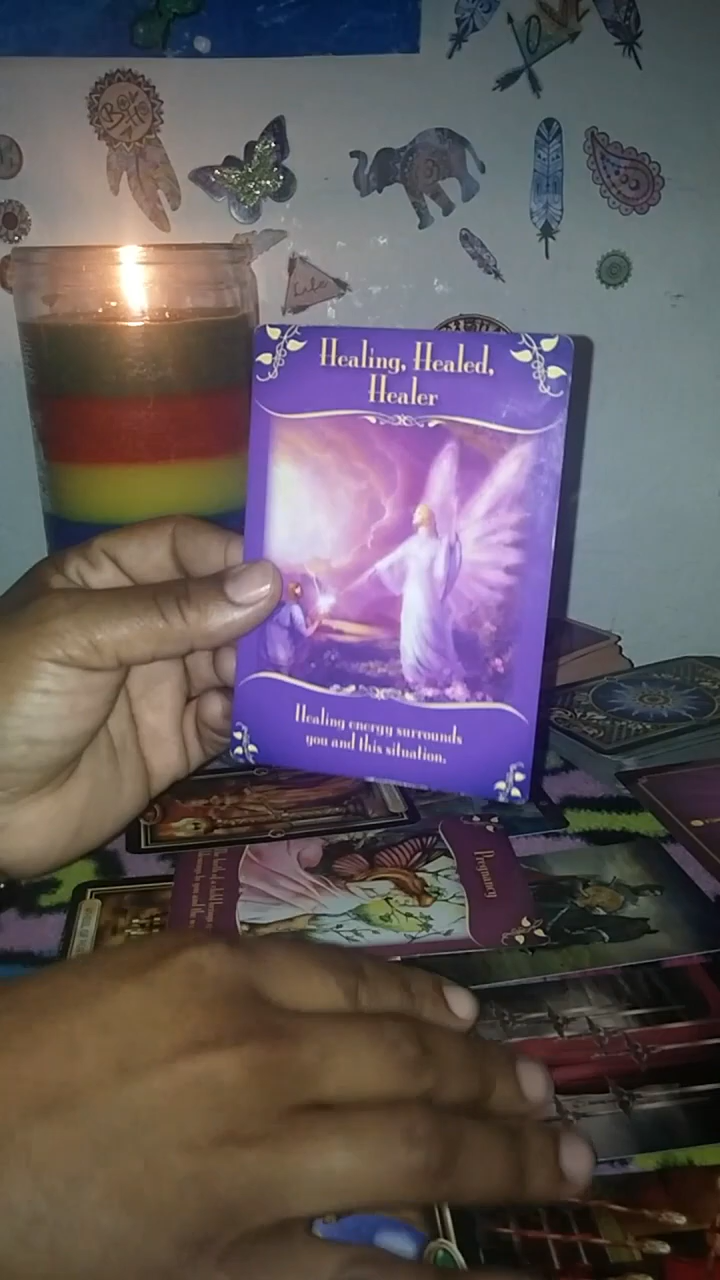 Healing, Healed,
Healer
Healing energy surrounds
you and this situation.
Pregnancy